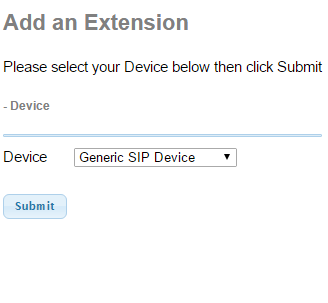 Add an Extension
Please select your Device below then click Submit
- Device
Device Generic SIP Device
Submit